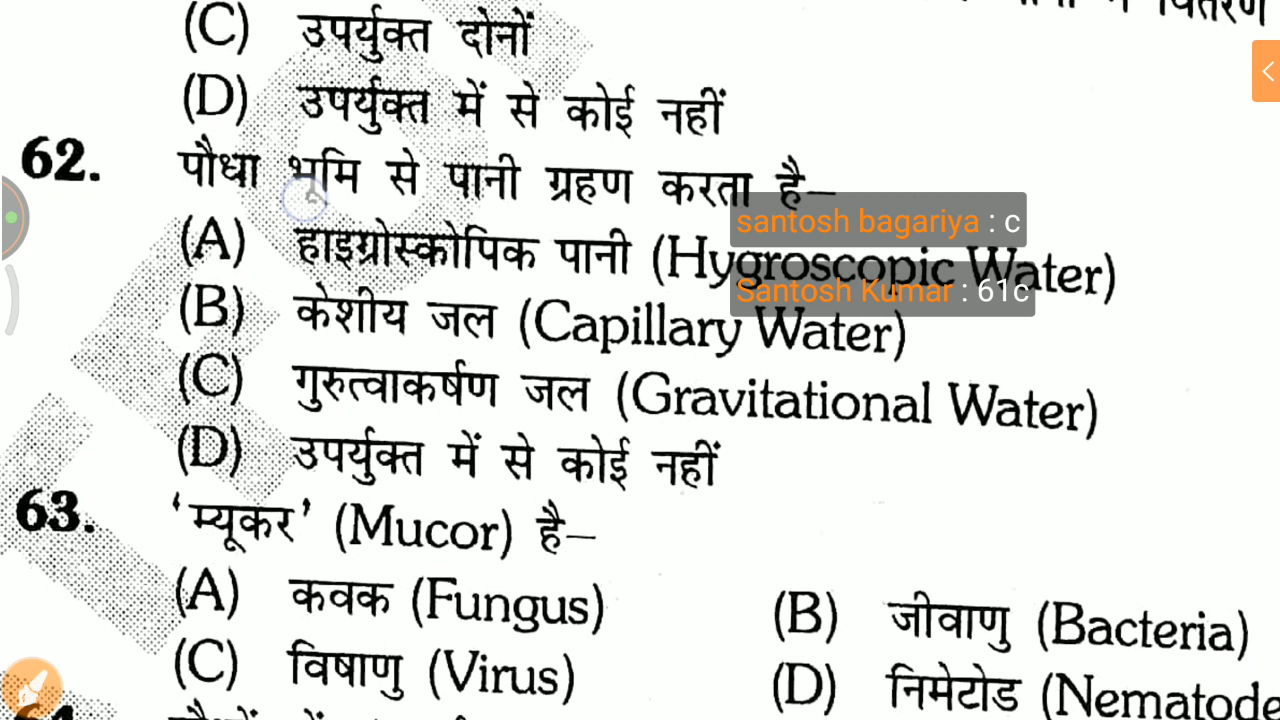 वितरण
(C) उपर्युक्त दोनों
(D) उपर्युक्त में से कोई नहीं
62. पौधा भूमि से पानी ग्रहण करता है–
santosh bagariya : c
(A) हाइग्रोस्कोपिक पानी (Hygroscopic Water)
Santosh Kumar : 61c
(B) केशीय जल (Capillary Water)
(C) गुरुत्वाकर्षण जल (Gravitational Water)
(D) उपर्युक्त में से कोई नहीं
63. ‘म्यूकर’ (Mucor) है–
(A) कवक (Fungus) (B) जीवाणु (Bacteria)
(C) विषाणु (Virus) (D) निमेटोड (Nematode